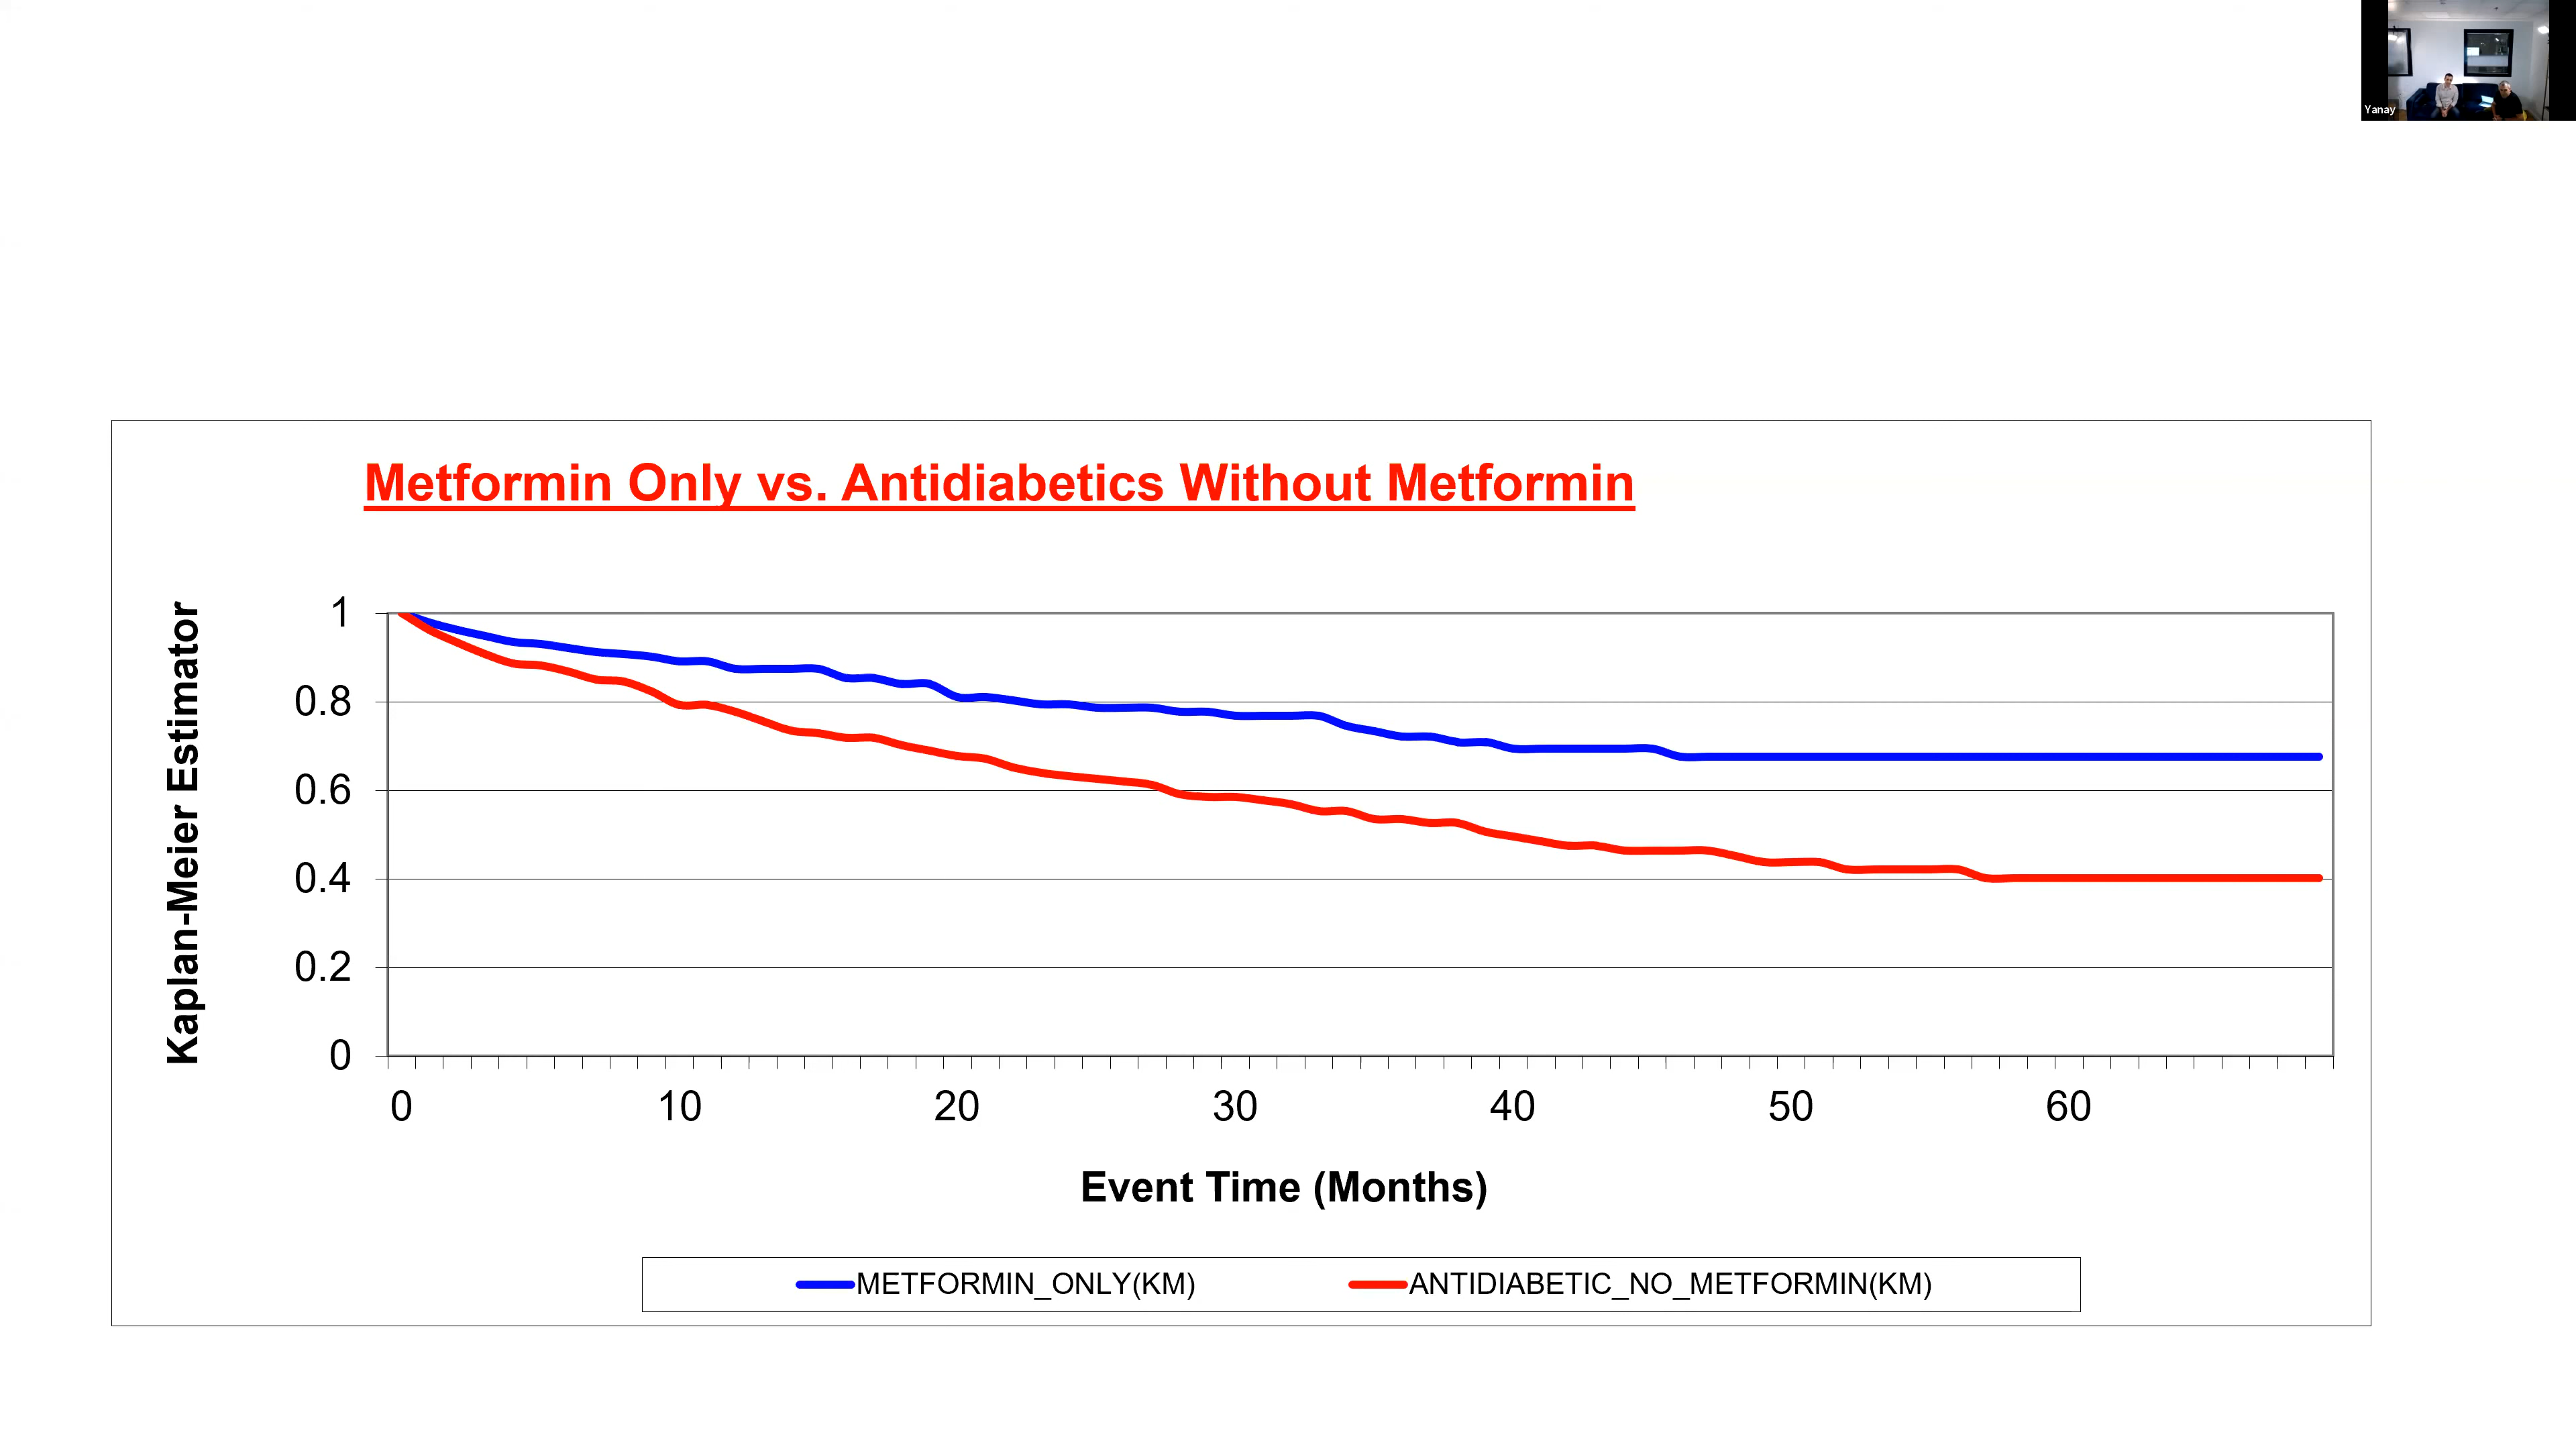 Yanay
Metformin Only vs. Antidiabetics Without Metformin
Kaplan-Meier Estimator
1
0.8
0.6
0.4
0.2
0
0 10 20 30 40 50 60
Event Time (Months)
METFORMIN_ONLY(KM) ANTIDIABETIC_NO_METFORMIN(KM)